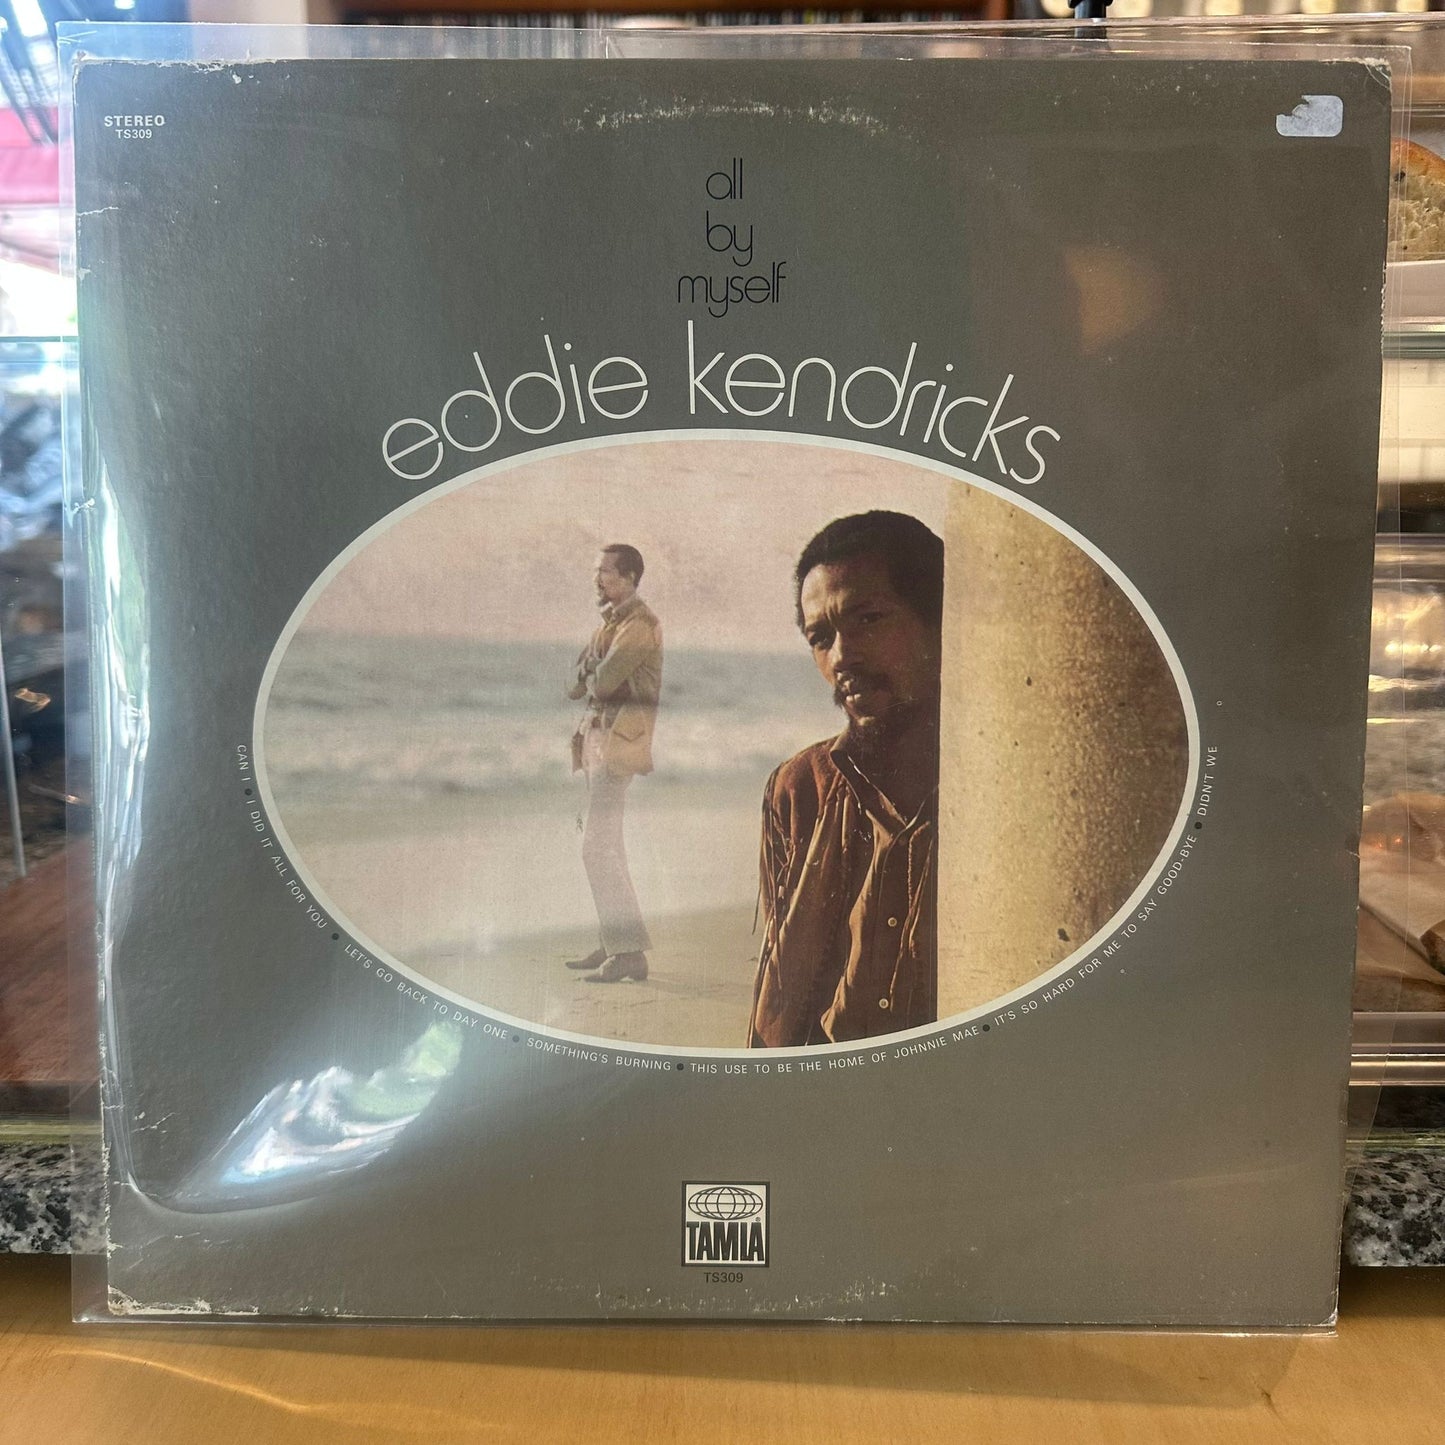 STEREO
TS309
all
by
myself
eddie kendricks
CAN I • I DID IT ALL FOR YOU • LET'S GO BACK TO DAY ONE • SOMETHING'S BURNING • THIS USE TO BE THE HOME OF JOHNNIE MAE • IT'S SO HARD FOR ME TO SAY GOOD-BYE • DIDN'T WE
TAMLA®
TS309